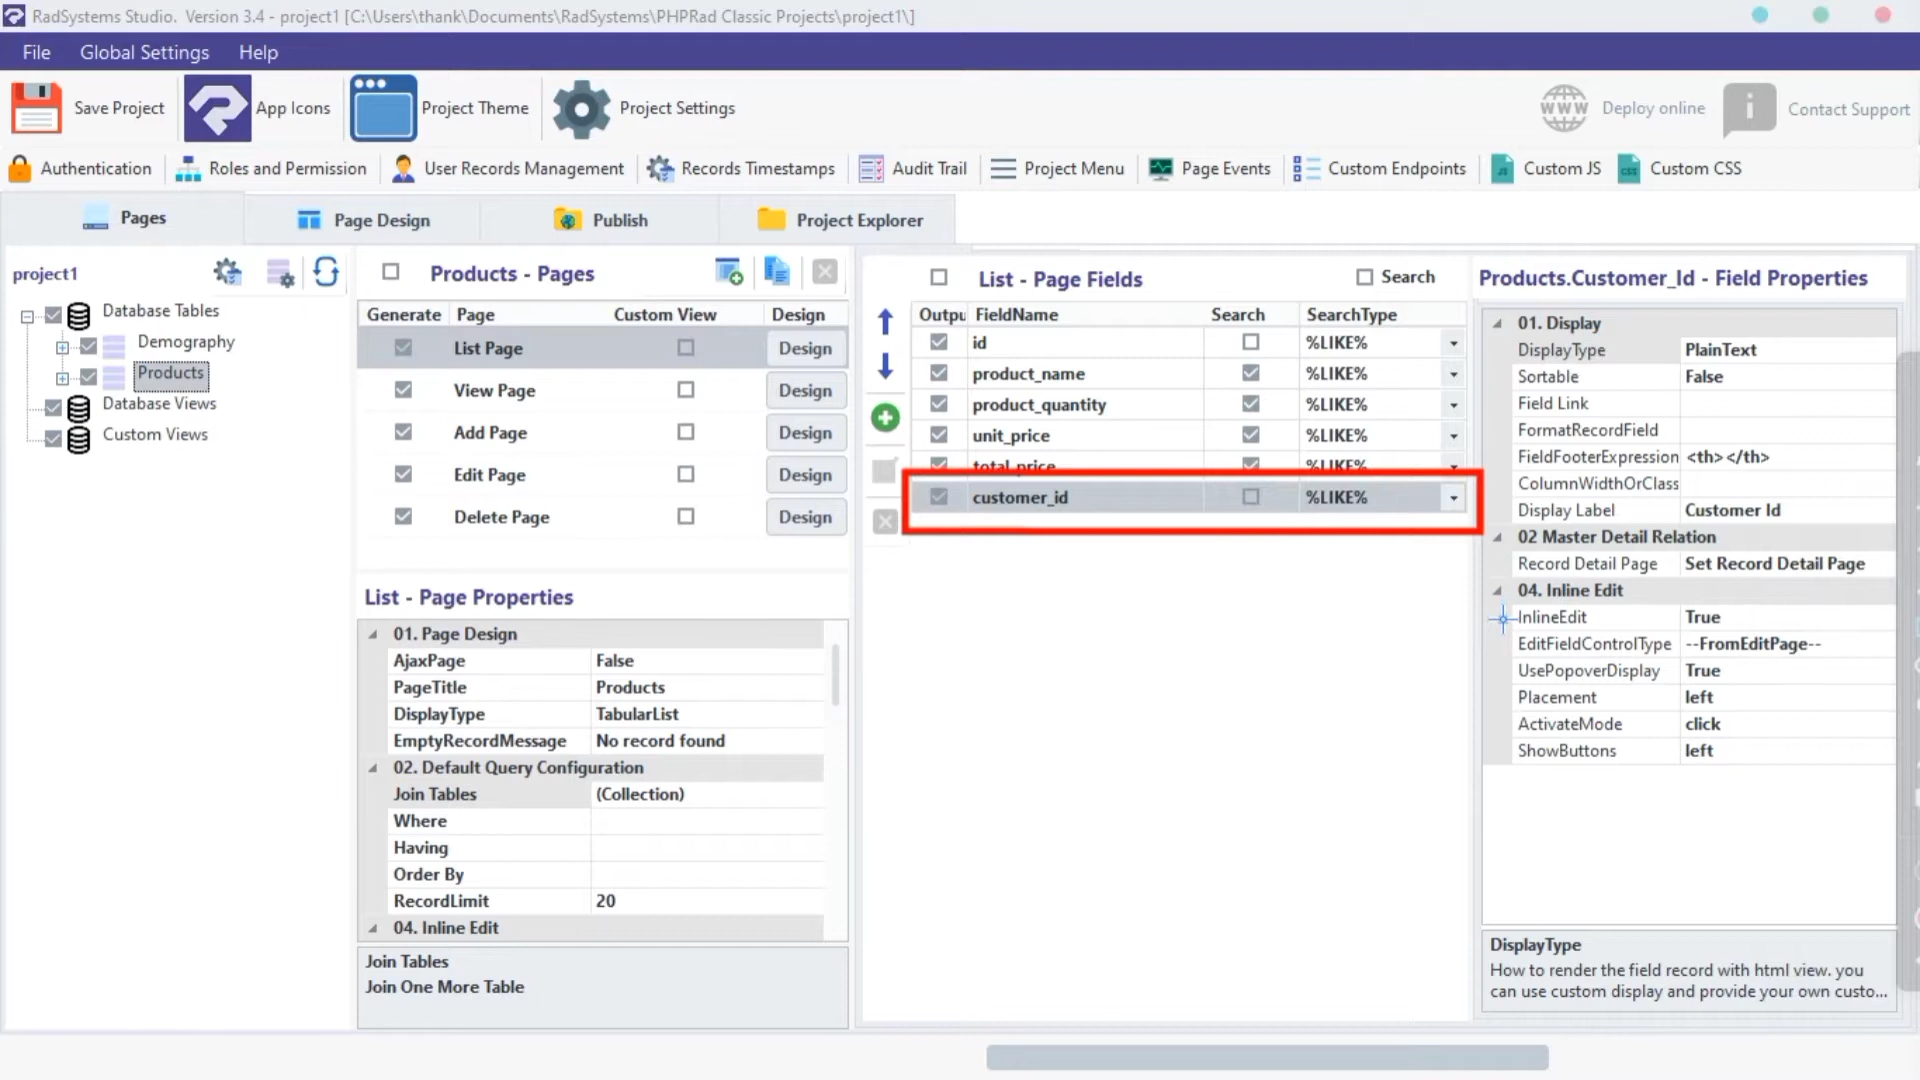 RadSystems Studio. Version 3.4 - project1 [C:\Users\thank\Documents\RadSystems\PHPRad Classic Projects\project1\]
File Global Settings Help
Save Project App Icons Project Theme Project Settings WWW Deploy online Contact Support
Authentication Roles and Permission User Records Management Records Timestamps Audit Trail Project Menu Page Events Custom Endpoints Custom JS Custom CSS
Pages Page Design Publish Project Explorer
project1
Database Tables
Demography
Products
Database Views
Custom Views
Products - Pages
Generate Page Custom View Design
List Page Design
View Page Design
Add Page Design
Edit Page Design
Delete Page Design
List - Page Properties
01. Page Design
AjaxPage False
PageTitle Products
DisplayType TabularList
EmptyRecordMessage No record found
02. Default Query Configuration
Join Tables (Collection)
Where
Having
Order By
RecordLimit 20
04. Inline Edit
Join Tables
Join One More Table
List - Page Fields Search
Outpu FieldName Search SearchType
id %LIKE%
product_name %LIKE%
product_quantity %LIKE%
unit_price %LIKE%
total_price %LIKE%
customer_id %LIKE%
Products.Customer_Id - Field Properties
01. Display
DisplayType PlainText
Sortable False
Field Link
FormatRecordField
FieldFooterExpression <th></th>
ColumnWidthOrClass
Display Label Customer Id
02 Master Detail Relation
Record Detail Page Set Record Detail Page
04. Inline Edit
InlineEdit True
EditFieldControlType --FromEditPage--
UsePopoverDisplay True
Placement left
ActivateMode click
ShowButtons left
DisplayType
How to render the field record with html view. you
can use custom display and provide your own custo...